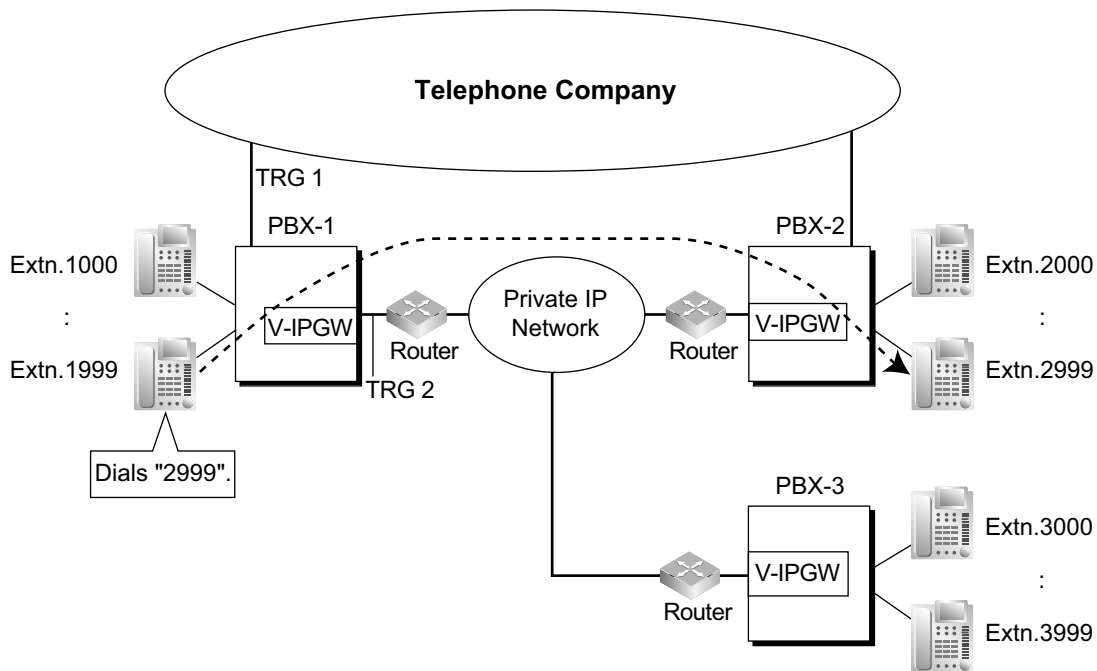 Telephone Company
TRG 1
PBX-1
PBX-2
Extn.1000
:
Extn.1999
V-IPGW
Router
TRG 2
Private IP
Network
Router
V-IPGW
Extn.2000
:
Extn.2999
Dials "2999".
PBX-3
V-IPGW
Router
Extn.3000
:
Extn.3999